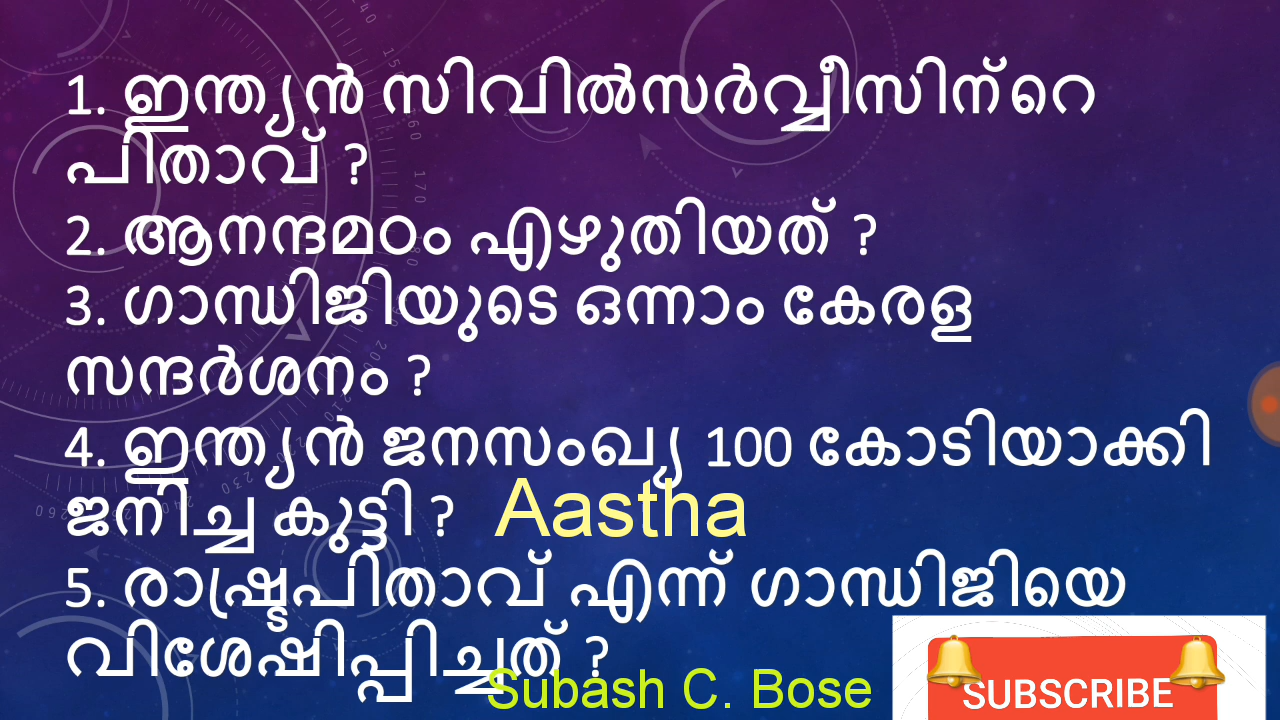 1. ഇന്ത്യൻ സിവിൽസർവ്വീസിന്റെ
പിതാവ് ?
2. ആനന്ദമഠം എഴുതിയത് ?
3. ഗാന്ധിജിയുടെ ഒന്നാം കേരള
സന്ദർശനം ?
4. ഇന്ത്യൻ ജനസംഖ്യ 100 കോടിയാക്കി
ജനിച്ച കുട്ടി ? Aastha
5. രാഷ്ട്രപിതാവ് എന്ന് ഗാന്ധിജിയെ
വിശേഷിപ്പിച്ചത് ?
Subash C. Bose
SUBSCRIBE